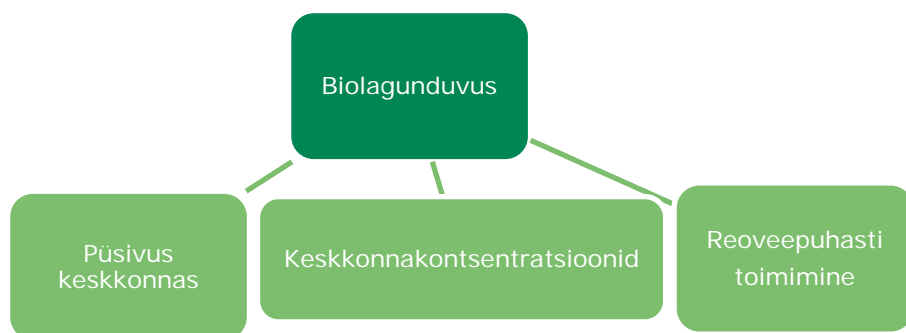 Biolagunduvus
Püsivus
keskkonnas
Keskkonnakontsentratsioonid
Reoveepuhasti
toimimine